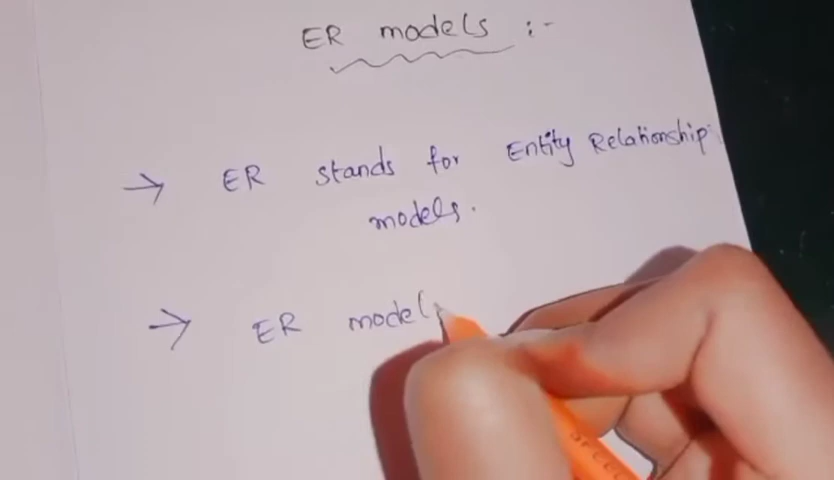 ER models :-
→ ER stands for Entity Relationship
models.
→ ER model